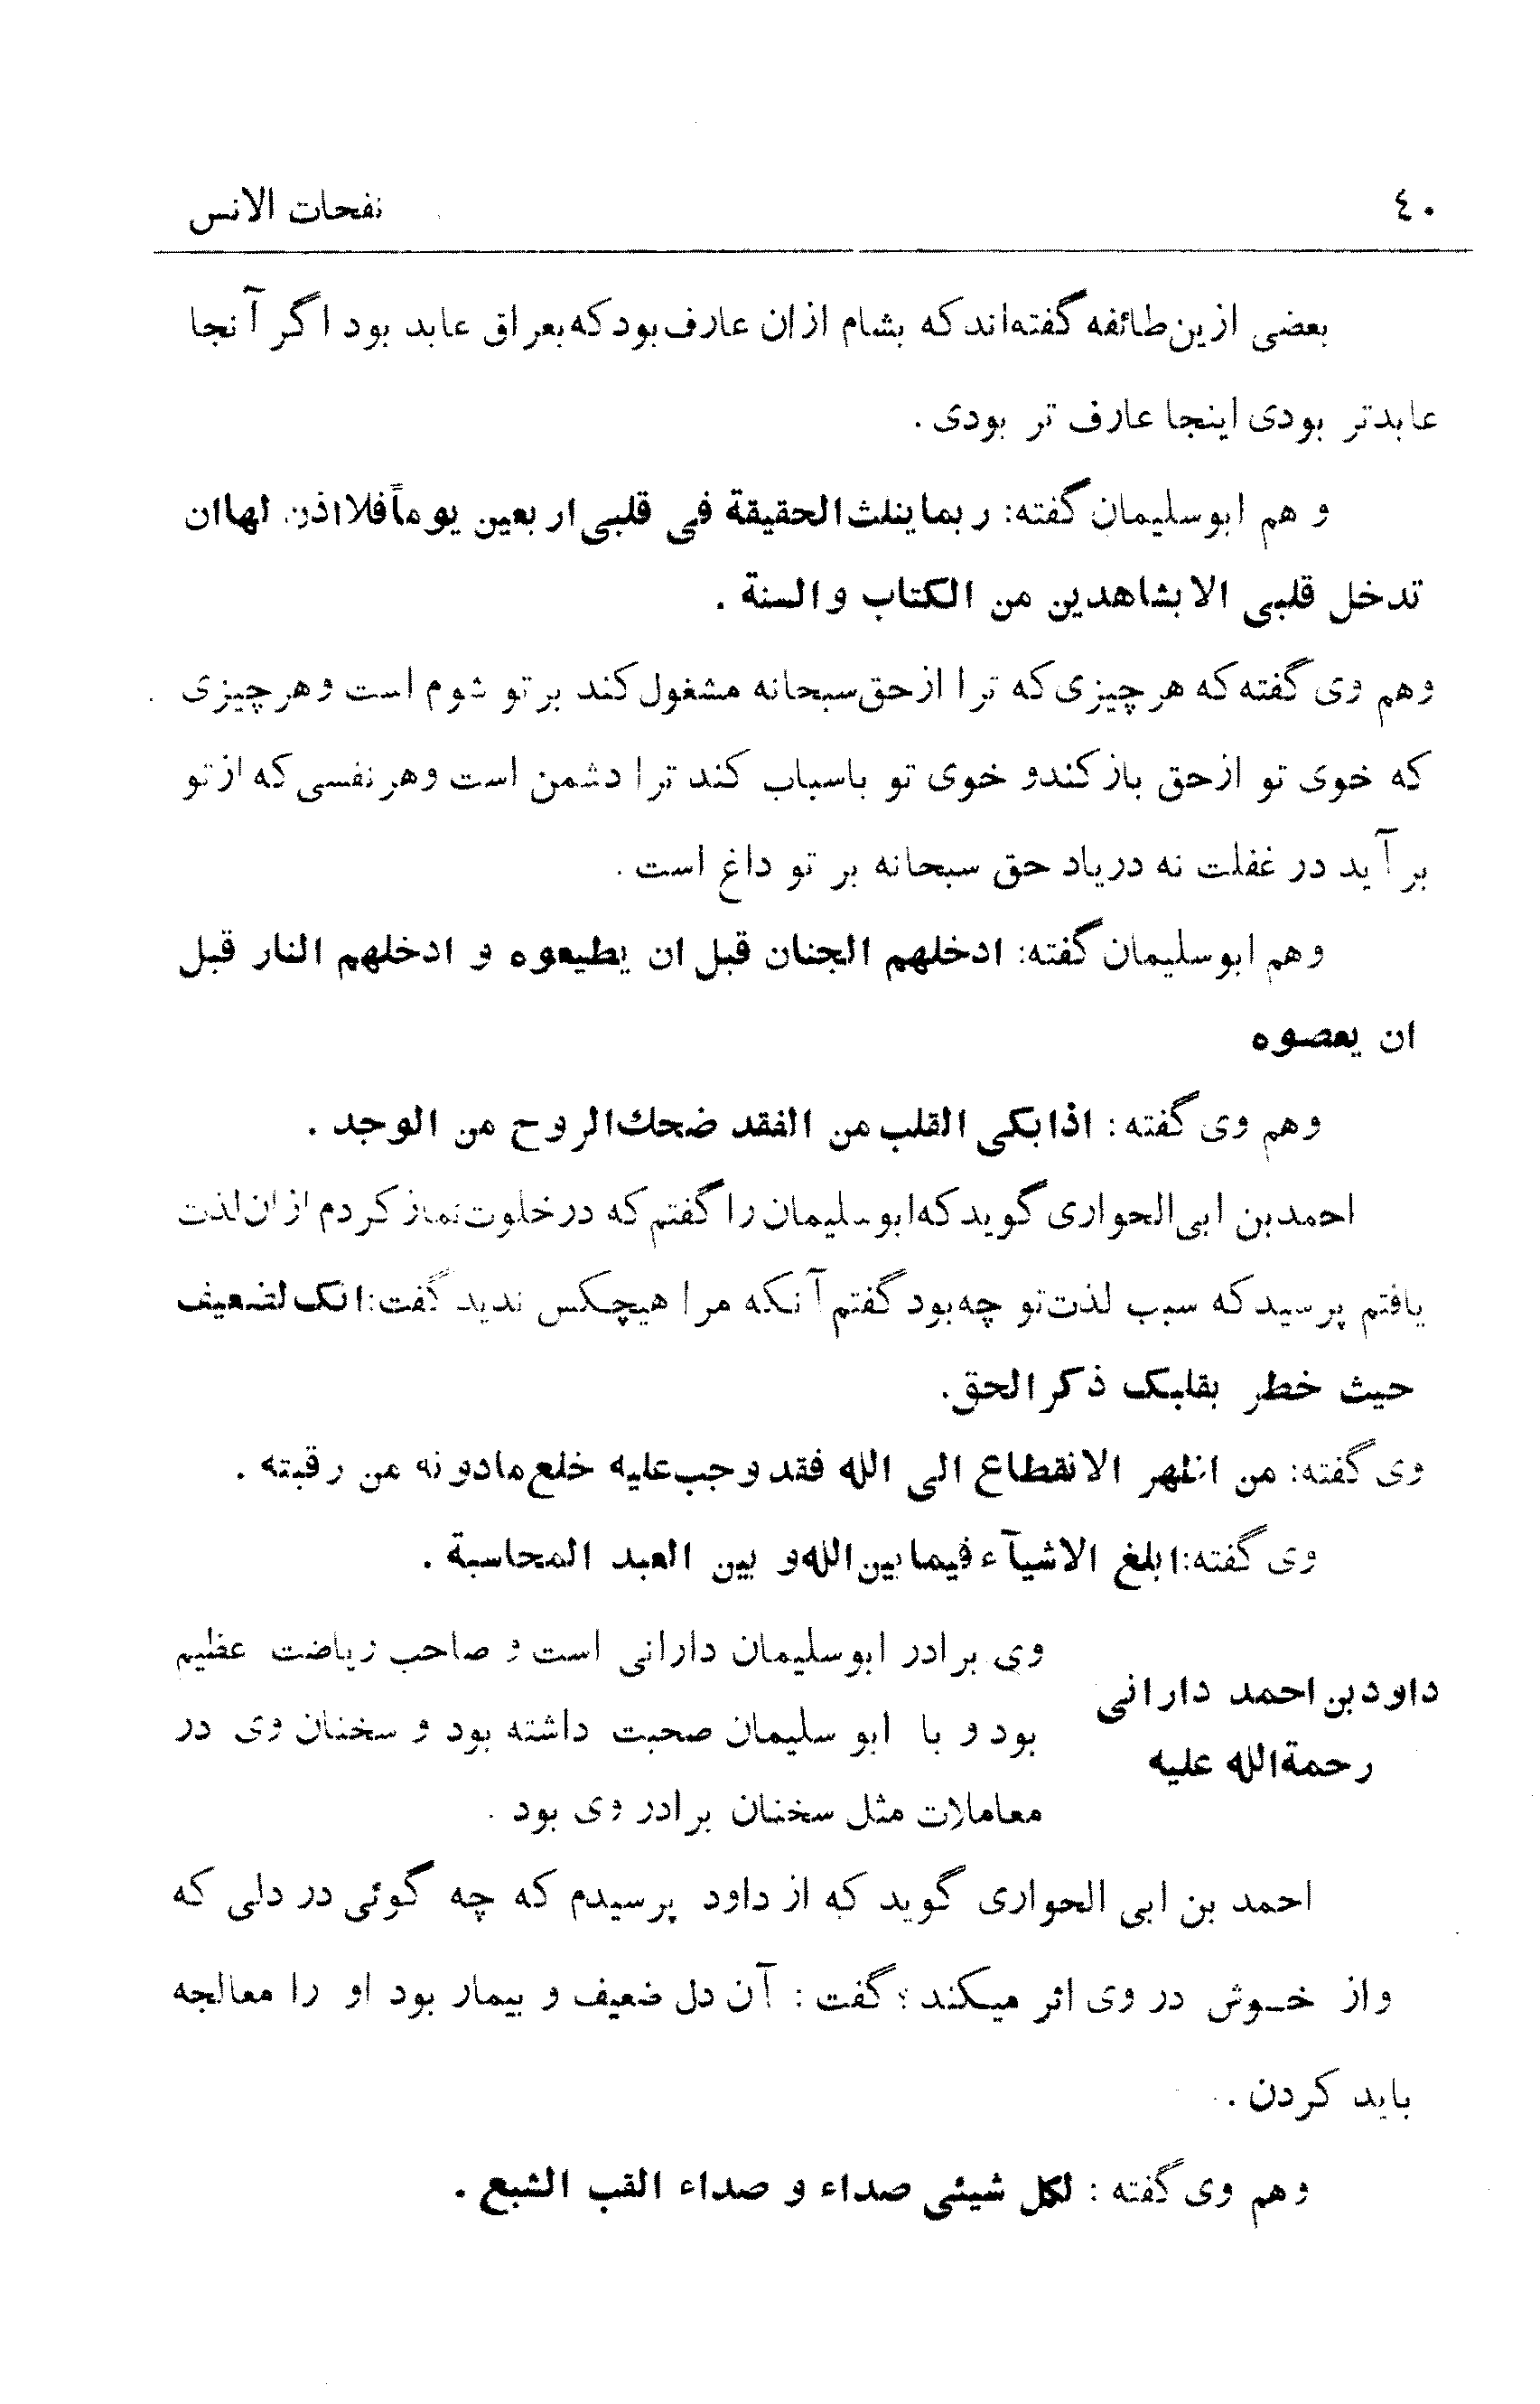 ٤٠
نفحات الانس
بعضی ازین طائفه گفته‌اند که بشام ازان عارف بود که بعراق عابد بود اگر آنجا
عابدتر بودی اینجا عارف تر بودی .
و هم ابوسلیمان گفته: ربما ینلث الحقیقة فی قلبی اربعین یوماً فلا اذن لها ان
تدخل قلبی الا بشاهدین من الکتاب والسنة .
وهم وی گفته که هرچیزی که ترا ازحق سبحانه مشغول کند برتو شوم است وهرچیزی
که خوی تو ازحق باز کندو خوی تو باسباب کند ترا دشمن است وهر نفسی که ازتو
برآید در غفلت نه دریاد حق سبحانه بر تو داغ است .
وهم ابوسلیمان گفته: ادخلهم الجنان قبل ان یطیعوه و ادخلهم النار قبل
ان یعصوه
وهم وی گفته : اذا بکی القلب من الفقد ضحك الروح من الوجد .
احمدبن ابی الحواری گوید که ابوسلیمان را گفتم که درخلوت نماز کردم ازان لذت
یافتم پرسید که سبب لذت تو چه بود گفتم آنکه مرا هیچکس ندید گفت: انک لضعیف
حیث خطر بقلبک ذکر الحق.
وی گفته: من اظهر الانقطاع الی الله فقد وجب علیه خلع مادونه من رقبته .
وی گفته: ابلغ الاشیآء فیما بین الله و بین العبد المحاسبة .
داودبن احمد دارانی
رحمة الله علیه
وی برادر ابوسلیمان دارانی است و صاحب ریاضت عظیم
بود و با ابو سلیمان صحبت داشته بود و سخنان وی در
معاملات مثل سخنان برادر وی بود .
احمد بن ابی الحواری گوید که از داود پرسیدم که چه گوئی در دلی که
واز خـوش در وی اثر میکند ؟ گفت : آن دل ضعیف و بیمار بود او را معالجه
باید کردن .
وهم وی گفته : لکل شیئی صداء و صداء القب الشبع .